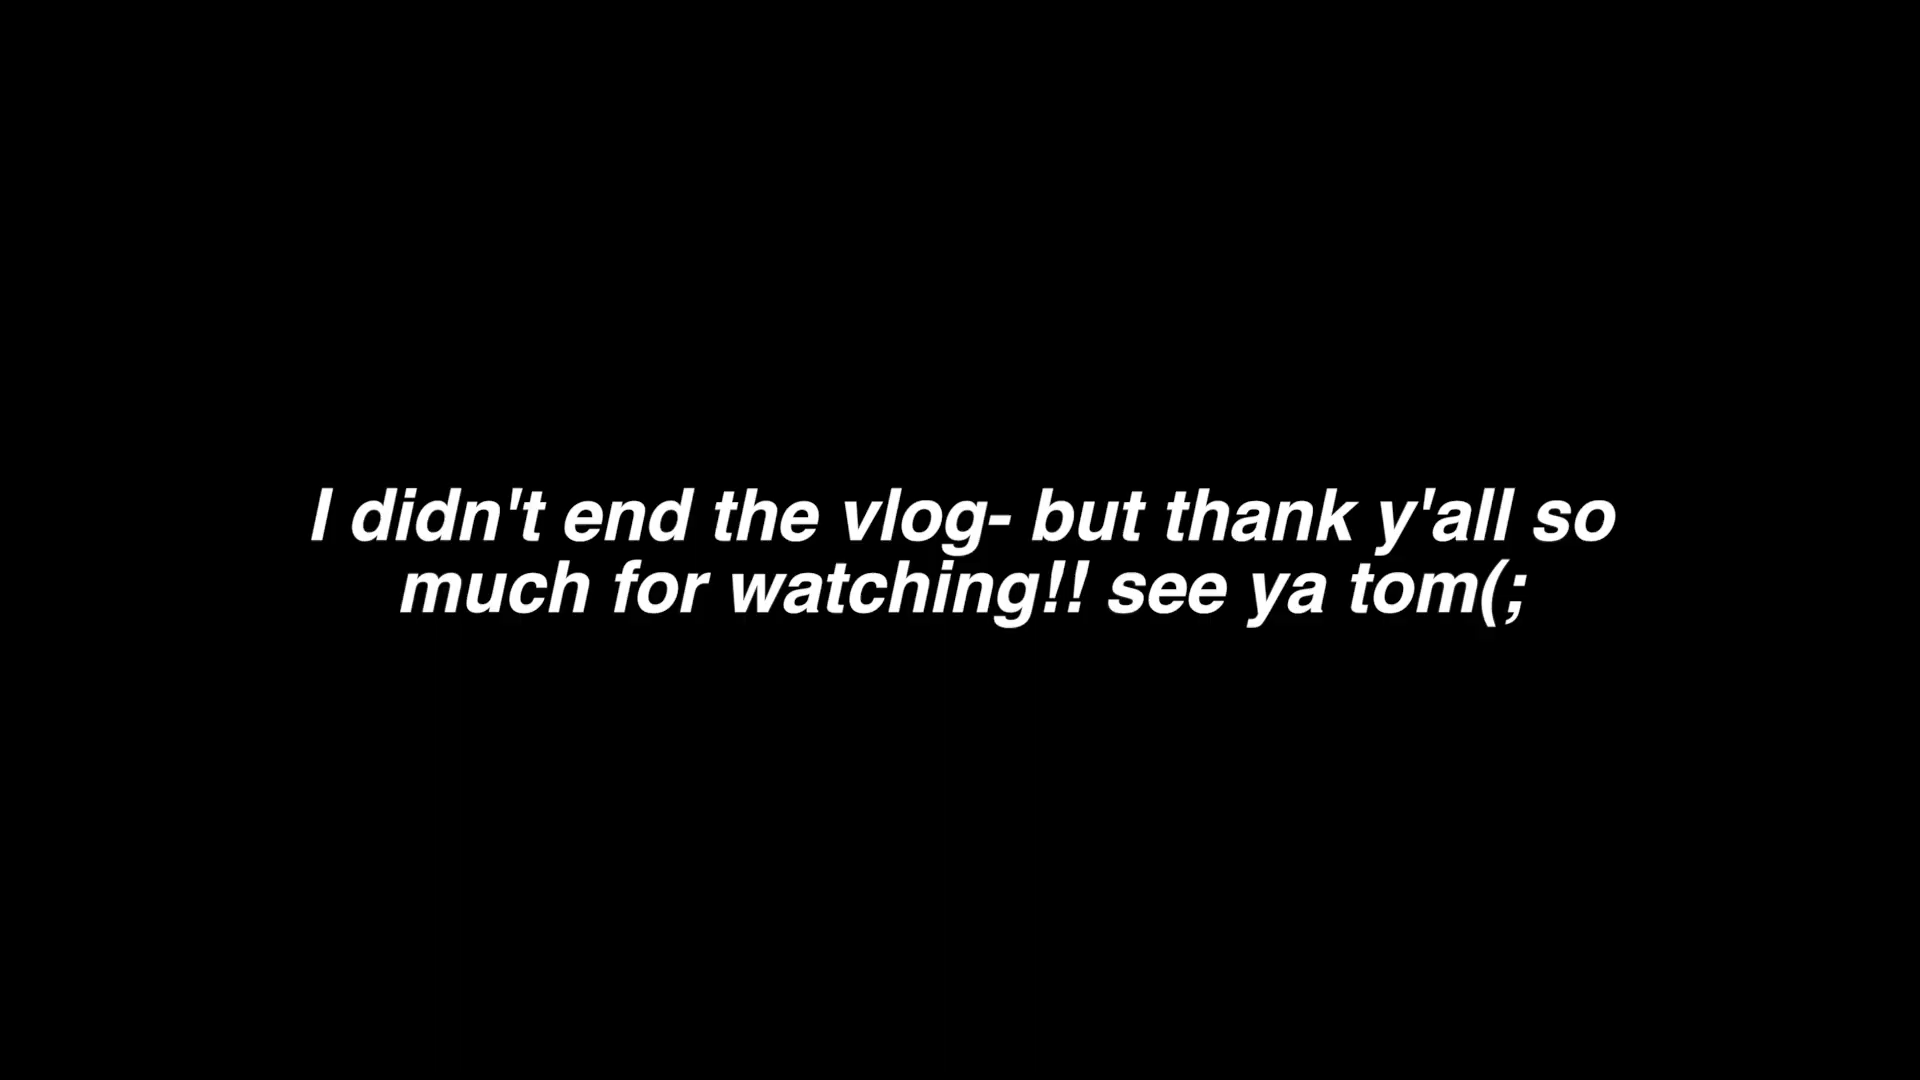 I didn't end the vlog- but thank y'all so
much for watching!! see ya tom(;